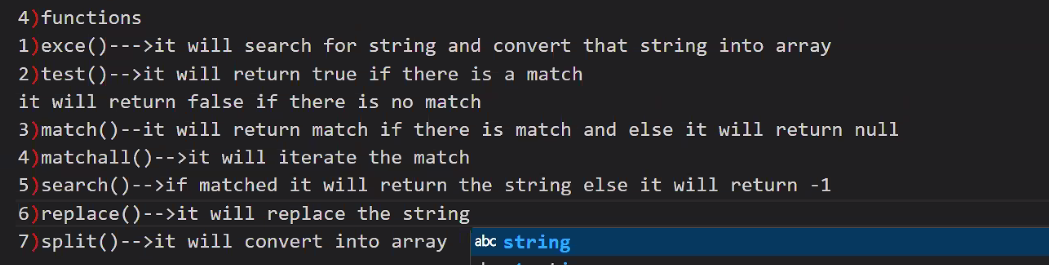 4)functions
1)exce()--->it will search for string and convert that string into array
2)test()-->it will return true if there is a match
it will return false if there is no match
3)match()--it will return match if there is match and else it will return null
4)matchall()-->it will iterate the match
5)search()-->if matched it will return the string else it will return -1
6)replace()-->it will replace the string
7)split()-->it will convert into array
abc string